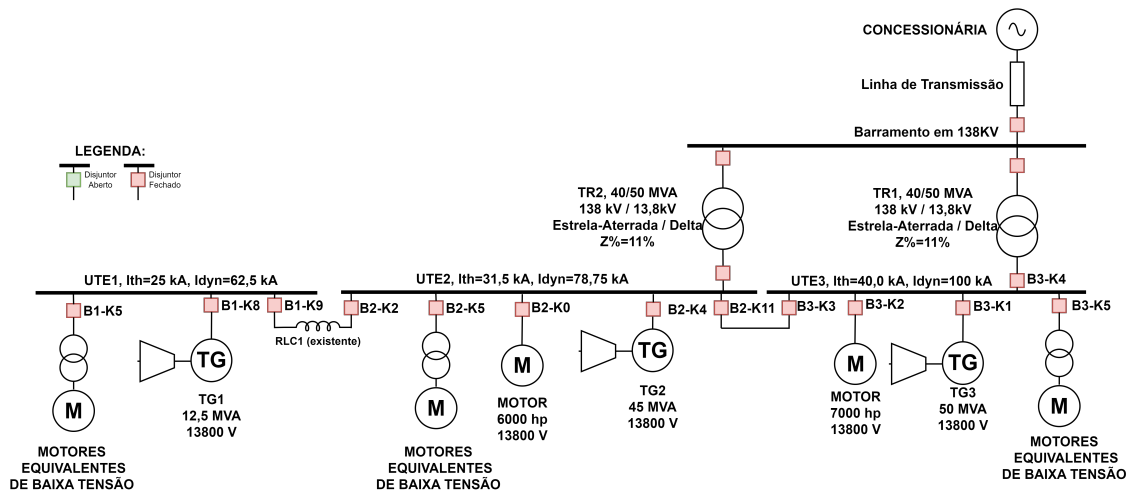 CONCESSIONÁRIA
Linha de Transmissão
Barramento em 138KV
LEGENDA:
Disjuntor
Aberto
Disjuntor
Fechado
TR2, 40/50 MVA
138 kV / 13,8kV
Estrela-Aterrada / Delta
Z%=11%
TR1, 40/50 MVA
138 kV / 13,8kV
Estrela-Aterrada / Delta
Z%=11%
UTE1, Ith=25 kA, Idyn=62,5 kA
UTE2, Ith=31,5 kA, Idyn=78,75 kA
UTE3, Ith=40,0 kA, Idyn=100 kA
B3-K4
B1-K5
B1-K8
B1-K9
B2-K2
B2-K5
B2-K0
B2-K4
B2-K11
B3-K3
B3-K2
B3-K1
B3-K5
RLC1 (existente)
TG
TG
TG
M
M
M
M
M
TG1
12,5 MVA
13800 V
MOTOR
6000 hp
13800 V
TG2
45 MVA
13800 V
MOTOR
7000 hp
13800 V
TG3
50 MVA
13800 V
MOTORES
EQUIVALENTES
DE BAIXA TENSÃO
MOTORES
EQUIVALENTES
DE BAIXA TENSÃO
MOTORES
EQUIVALENTES
DE BAIXA TENSÃO